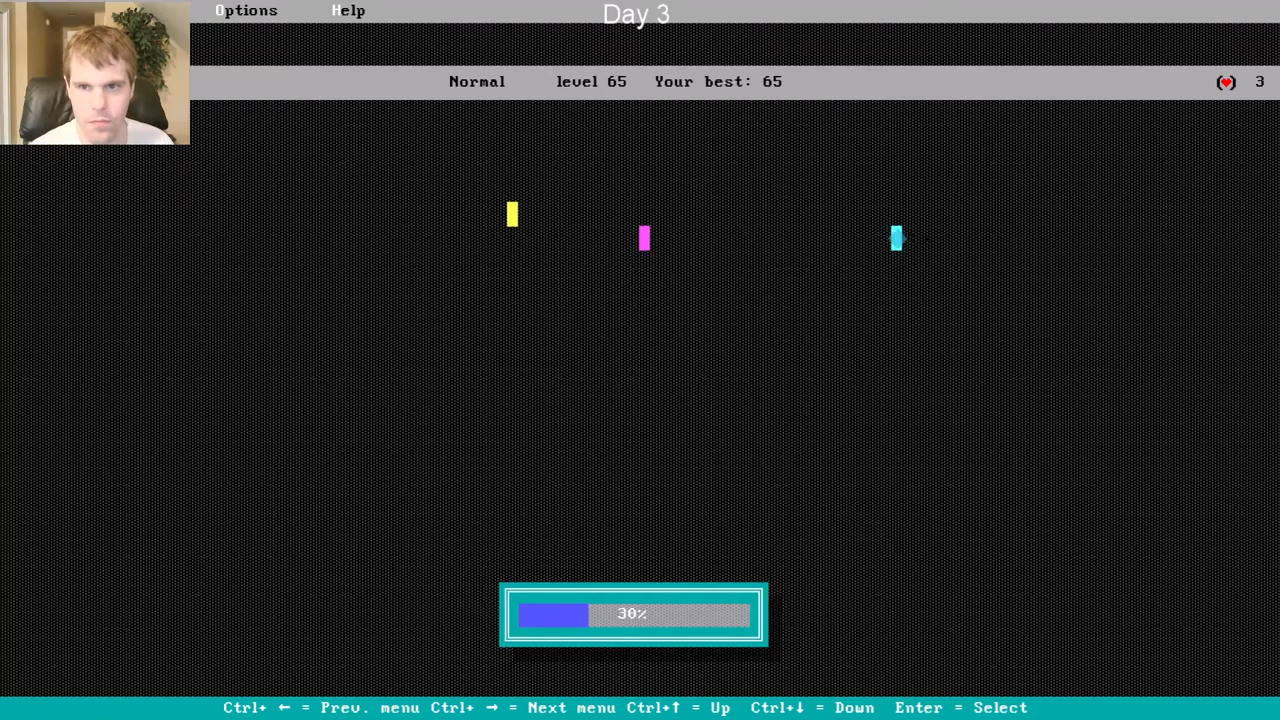 Options Help Day 3
Normal level 65 Your best: 65 (♥) 3
30%
Ctrl+ ← = Prev. menu Ctrl+ → = Next menu Ctrl+↑ = Up Ctrl+↓ = Down Enter = Select